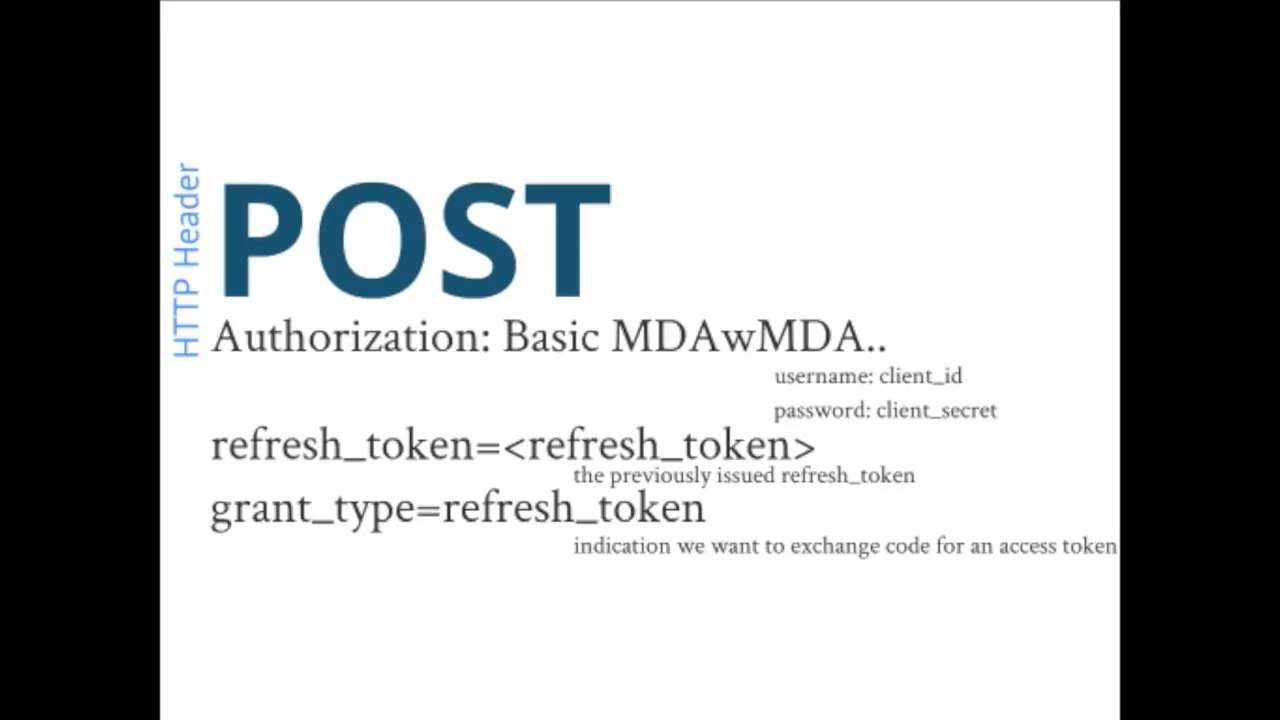 HTTP Header
POST
Authorization: Basic MDAwMDA..
username: client_id
password: client_secret
refresh_token=<refresh_token>
the previously issued refresh_token
grant_type=refresh_token
indication we want to exchange code for an access token